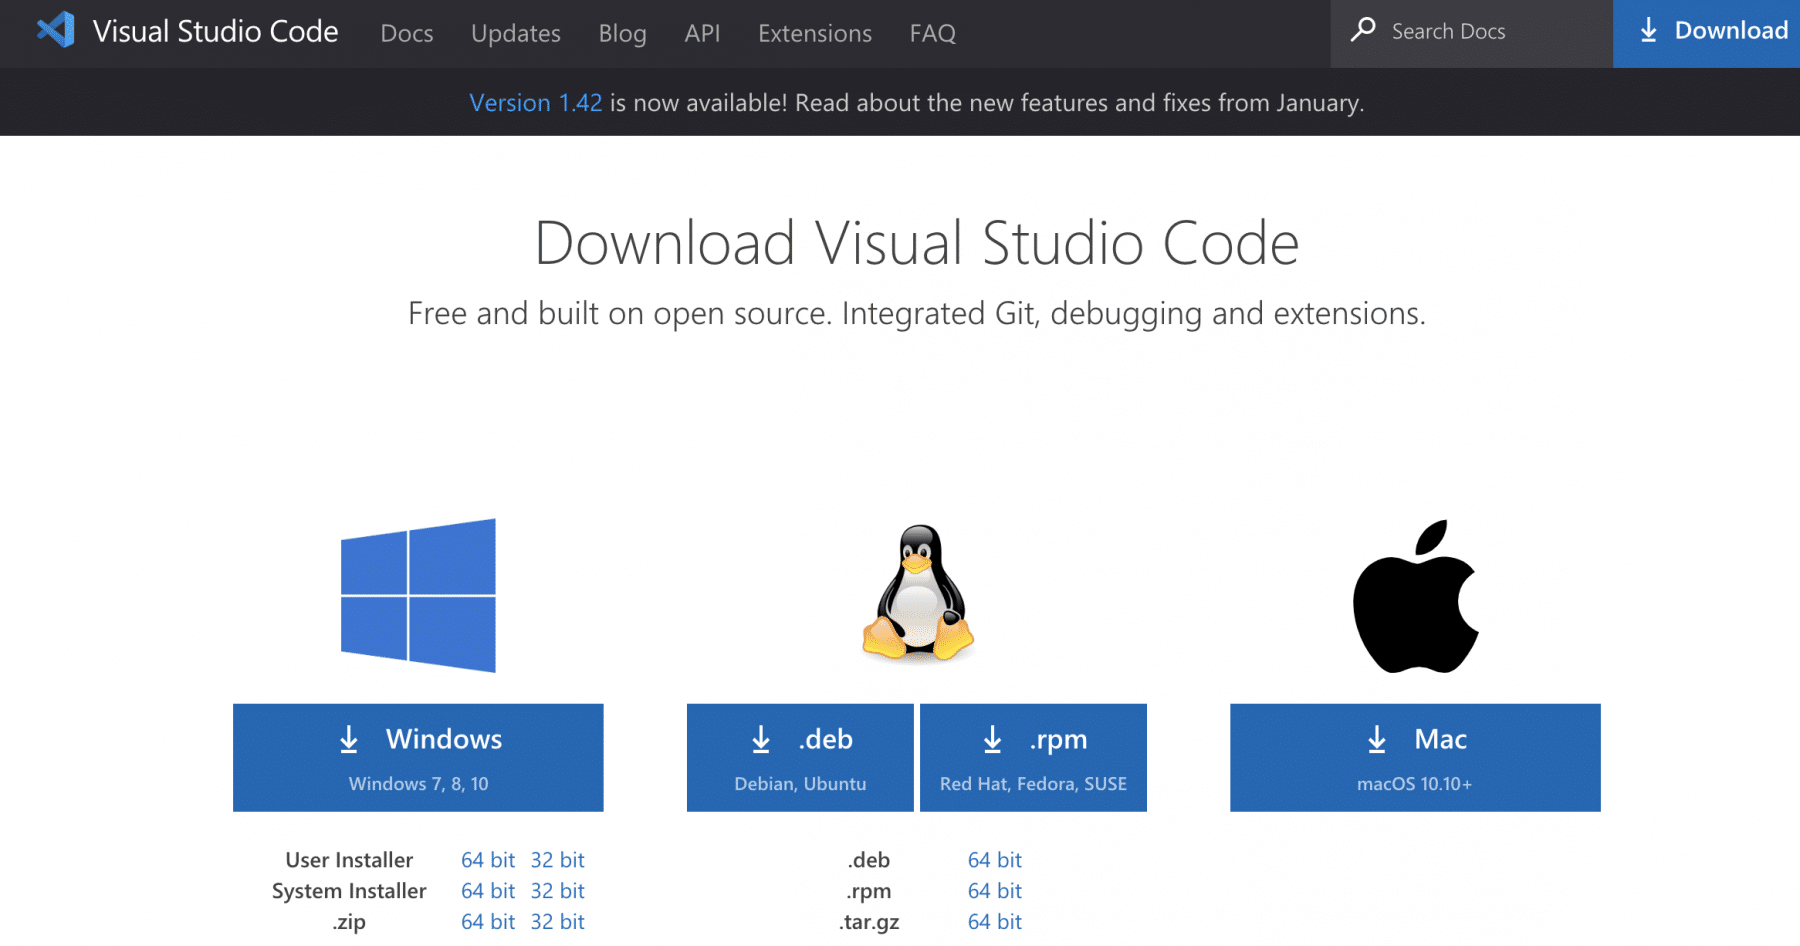 Visual Studio Code Docs Updates Blog API Extensions FAQ Search Docs Download
Version 1.42 is now available! Read about the new features and fixes from January.
Download Visual Studio Code
Free and built on open source. Integrated Git, debugging and extensions.
Windows
Windows 7, 8, 10
.deb
Debian, Ubuntu
.rpm
Red Hat, Fedora, SUSE
Mac
macOS 10.10+
User Installer 64 bit 32 bit
System Installer 64 bit 32 bit
.zip 64 bit 32 bit
.deb 64 bit
.rpm 64 bit
.tar.gz 64 bit